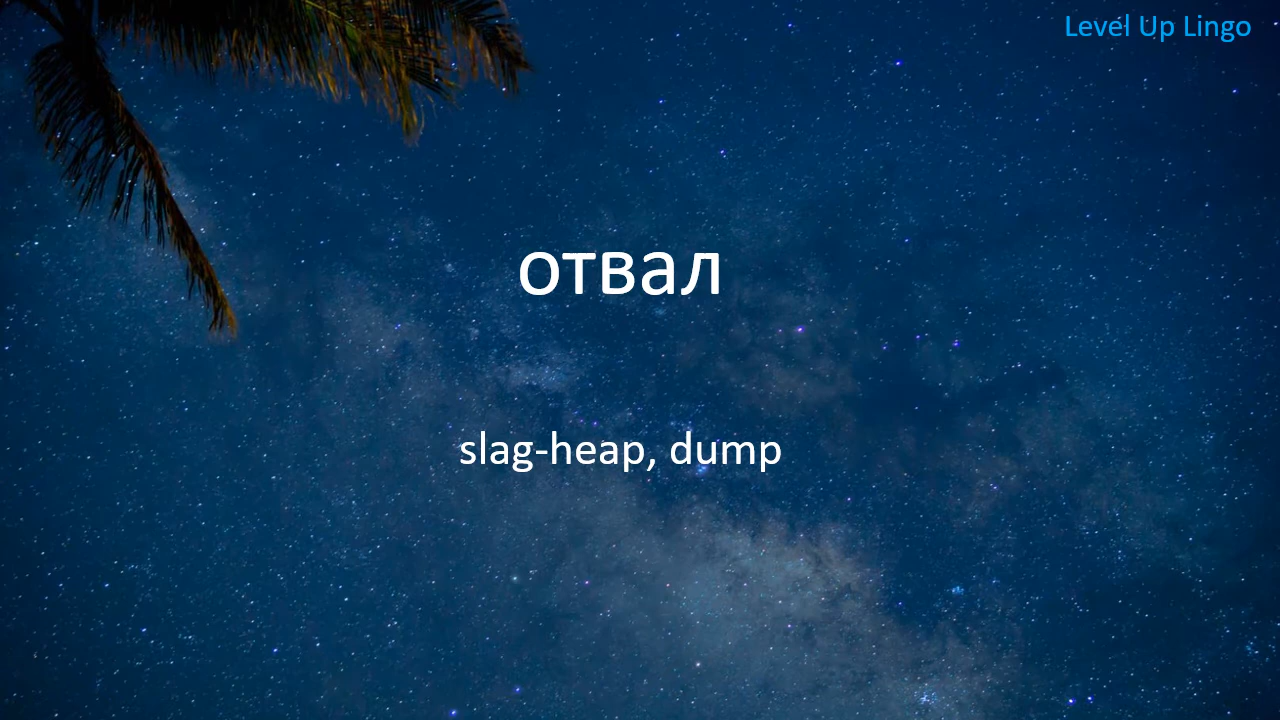 Level Up Lingo
отвал
slag-heap, dump